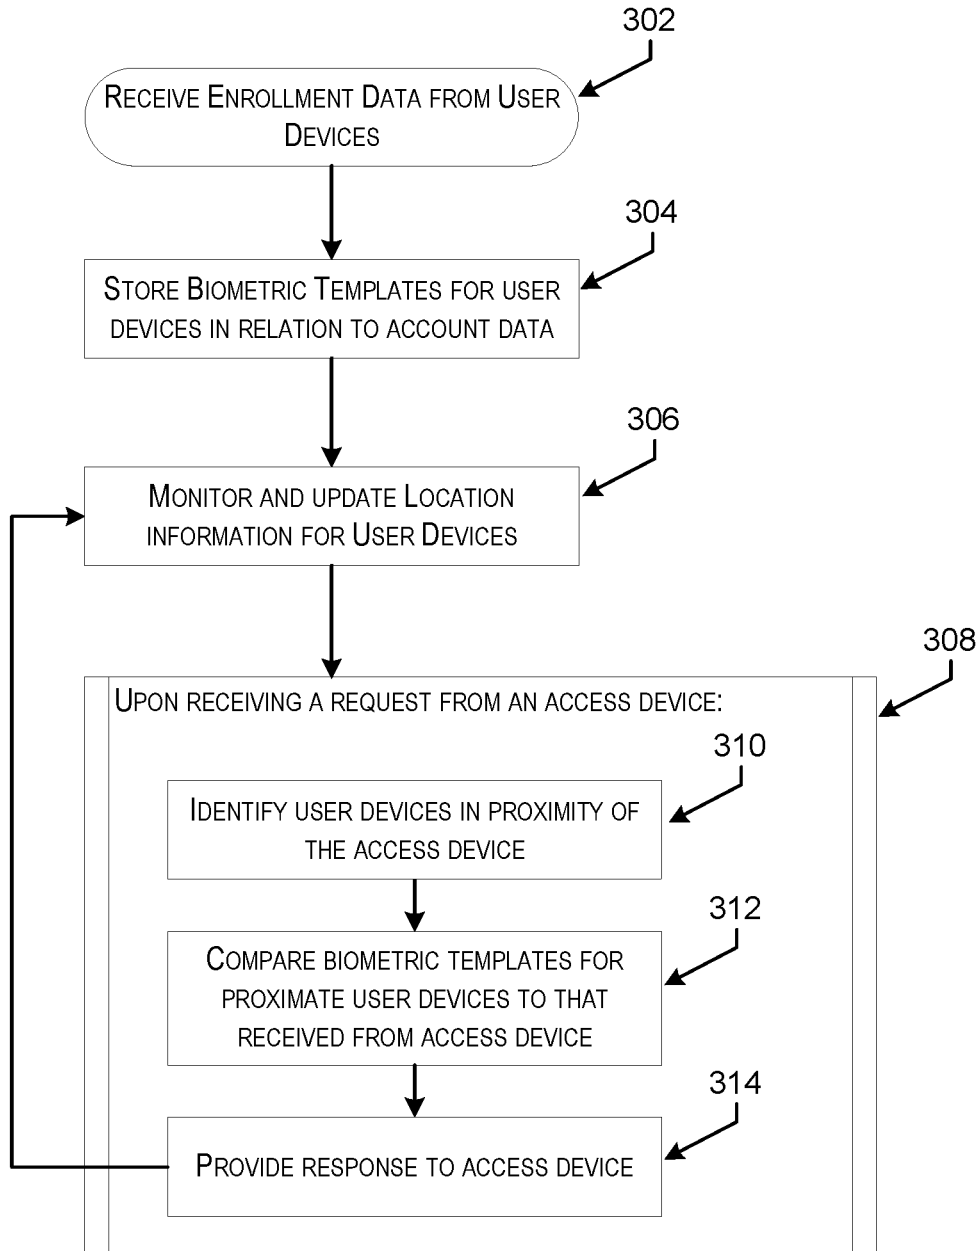 302
RECEIVE ENROLLMENT DATA FROM USER
DEVICES
304
STORE BIOMETRIC TEMPLATES FOR USER
DEVICES IN RELATION TO ACCOUNT DATA
306
MONITOR AND UPDATE LOCATION
INFORMATION FOR USER DEVICES
308
UPON RECEIVING A REQUEST FROM AN ACCESS DEVICE:
310
IDENTIFY USER DEVICES IN PROXIMITY OF
THE ACCESS DEVICE
312
COMPARE BIOMETRIC TEMPLATES FOR
PROXIMATE USER DEVICES TO THAT
RECEIVED FROM ACCESS DEVICE
314
PROVIDE RESPONSE TO ACCESS DEVICE